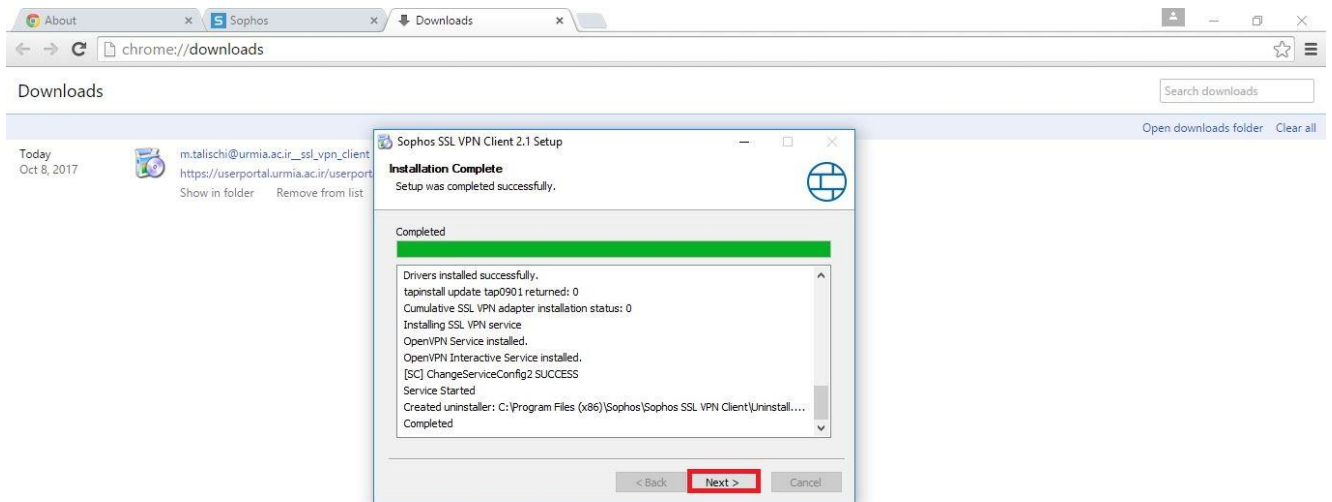 About
Sophos
Downloads
chrome://downloads
Downloads
Search downloads
Open downloads folder Clear all
Today
Oct 8, 2017
m.talischi@urmia.ac.ir__ssl_vpn_client
https://userportal.urmia.ac.ir/userport
Show in folder Remove from list
Sophos SSL VPN Client 2.1 Setup
Installation Complete
Setup was completed successfully.
Completed
Drivers installed successfully.
tapinstall update tap0901 returned: 0
Cumulative SSL VPN adapter installation status: 0
Installing SSL VPN service
OpenVPN Service installed.
OpenVPN Interactive Service installed.
[SC] ChangeServiceConfig2 SUCCESS
Service Started
Created uninstaller: C:\Program Files (x86)\Sophos\Sophos SSL VPN Client\Uninstall....
Completed
< Back Next > Cancel